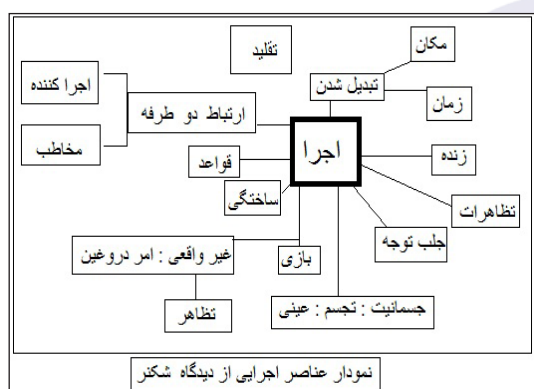 تقلید
مکان
تبدیل شدن
زمان
اجرا کننده
ارتباط دو طرفه
مخاطب
اجرا
قواعد
زنده
ساختگی
تظاهرات
جلب توجه
بازی
غیر واقعی : امر دروغین
تظاهر
جسمانیت : تجسم : عینی
نمودار عناصر اجرایی از دیدگاه شکنر